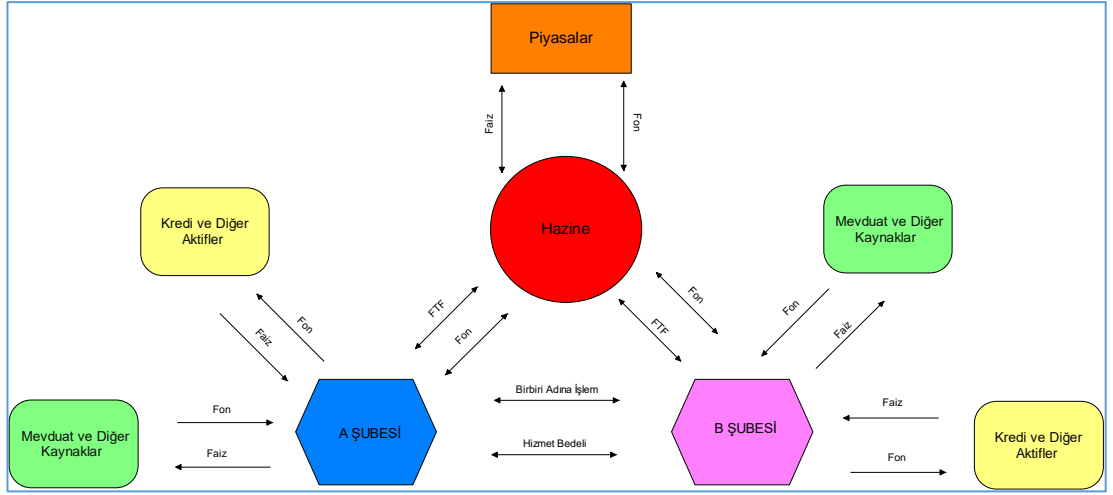 Piyasalar
Faiz
Fon
Kredi ve Diğer
Aktifler
Hazine
Mevduat ve Diğer
Kaynaklar
FTF
Fon
Fon
FTF
Fon
Faiz
Fon
Faiz
Birbiri Adına İşlem
Mevduat ve Diğer
Kaynaklar
Fon
Faiz
A ŞUBESİ
Hizmet Bedeli
B ŞUBESİ
Faiz
Fon
Kredi ve Diğer
Aktifler